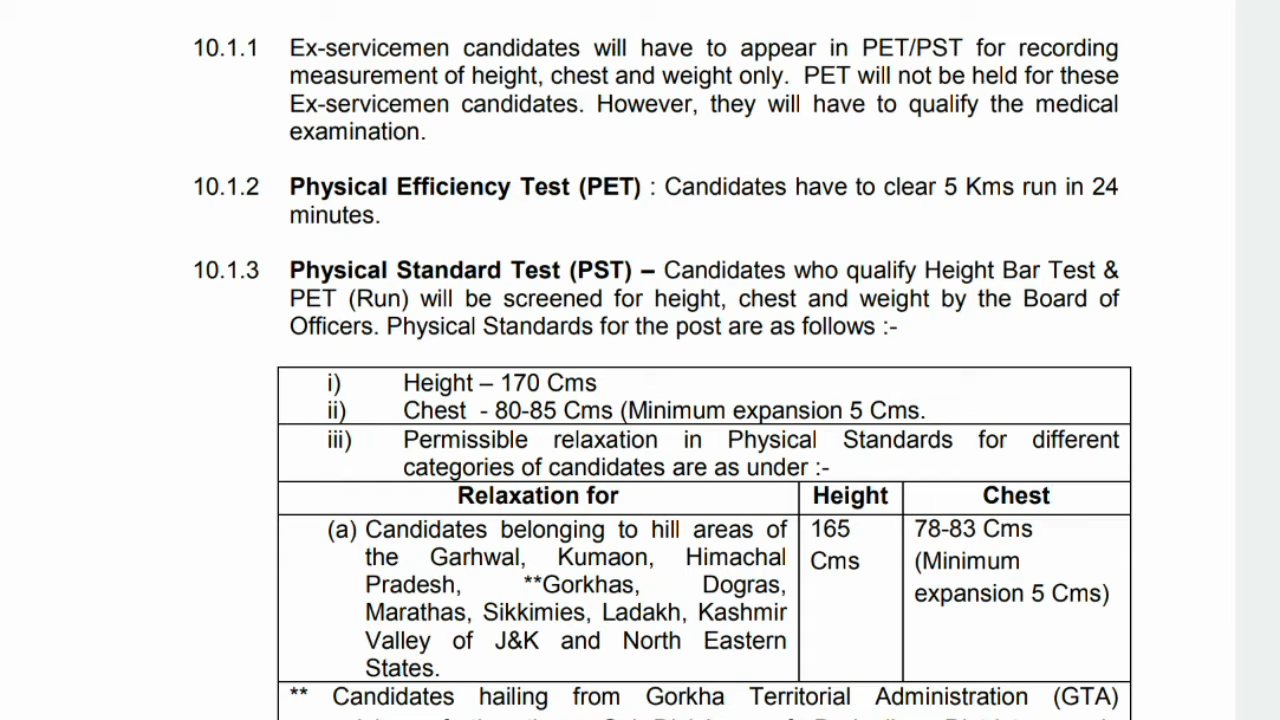 10.1.1 Ex-servicemen candidates will have to appear in PET/PST for recording
measurement of height, chest and weight only. PET will not be held for these
Ex-servicemen candidates. However, they will have to qualify the medical
examination.
10.1.2 Physical Efficiency Test (PET) : Candidates have to clear 5 Kms run in 24
minutes.
10.1.3 Physical Standard Test (PST) – Candidates who qualify Height Bar Test &
PET (Run) will be screened for height, chest and weight by the Board of
Officers. Physical Standards for the post are as follows :-
i) Height – 170 Cms
ii) Chest - 80-85 Cms (Minimum expansion 5 Cms.
iii) Permissible relaxation in Physical Standards for different
categories of candidates are as under :-
Relaxation for Height Chest
(a) Candidates belonging to hill areas of
the Garhwal, Kumaon, Himachal
Pradesh, **Gorkhas, Dogras,
Marathas, Sikkimies, Ladakh, Kashmir
Valley of J&K and North Eastern
States.
165
Cms
78-83 Cms
(Minimum
expansion 5 Cms)
** Candidates hailing from Gorkha Territorial Administration (GTA)